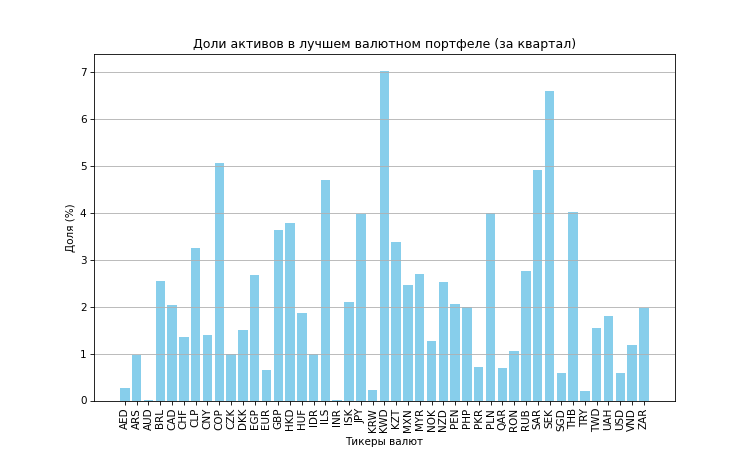 Доли активов в лучшем валютном портфеле (за квартал)
Доля (%)
7
6
5
4
3
2
1
0
AED ARS AUD BRL CAD CHF CLP CNY COP CZK DKK EGP EUR GBP HKD HUF IDR ILS INR ISK JPY KRW KWD KZT MXN MYR NOK NZD PEN PHP PKR PLN QAR RON RUB SAR SEK SGD THB TRY TWD UAH USD VND ZAR
Тикеры валют